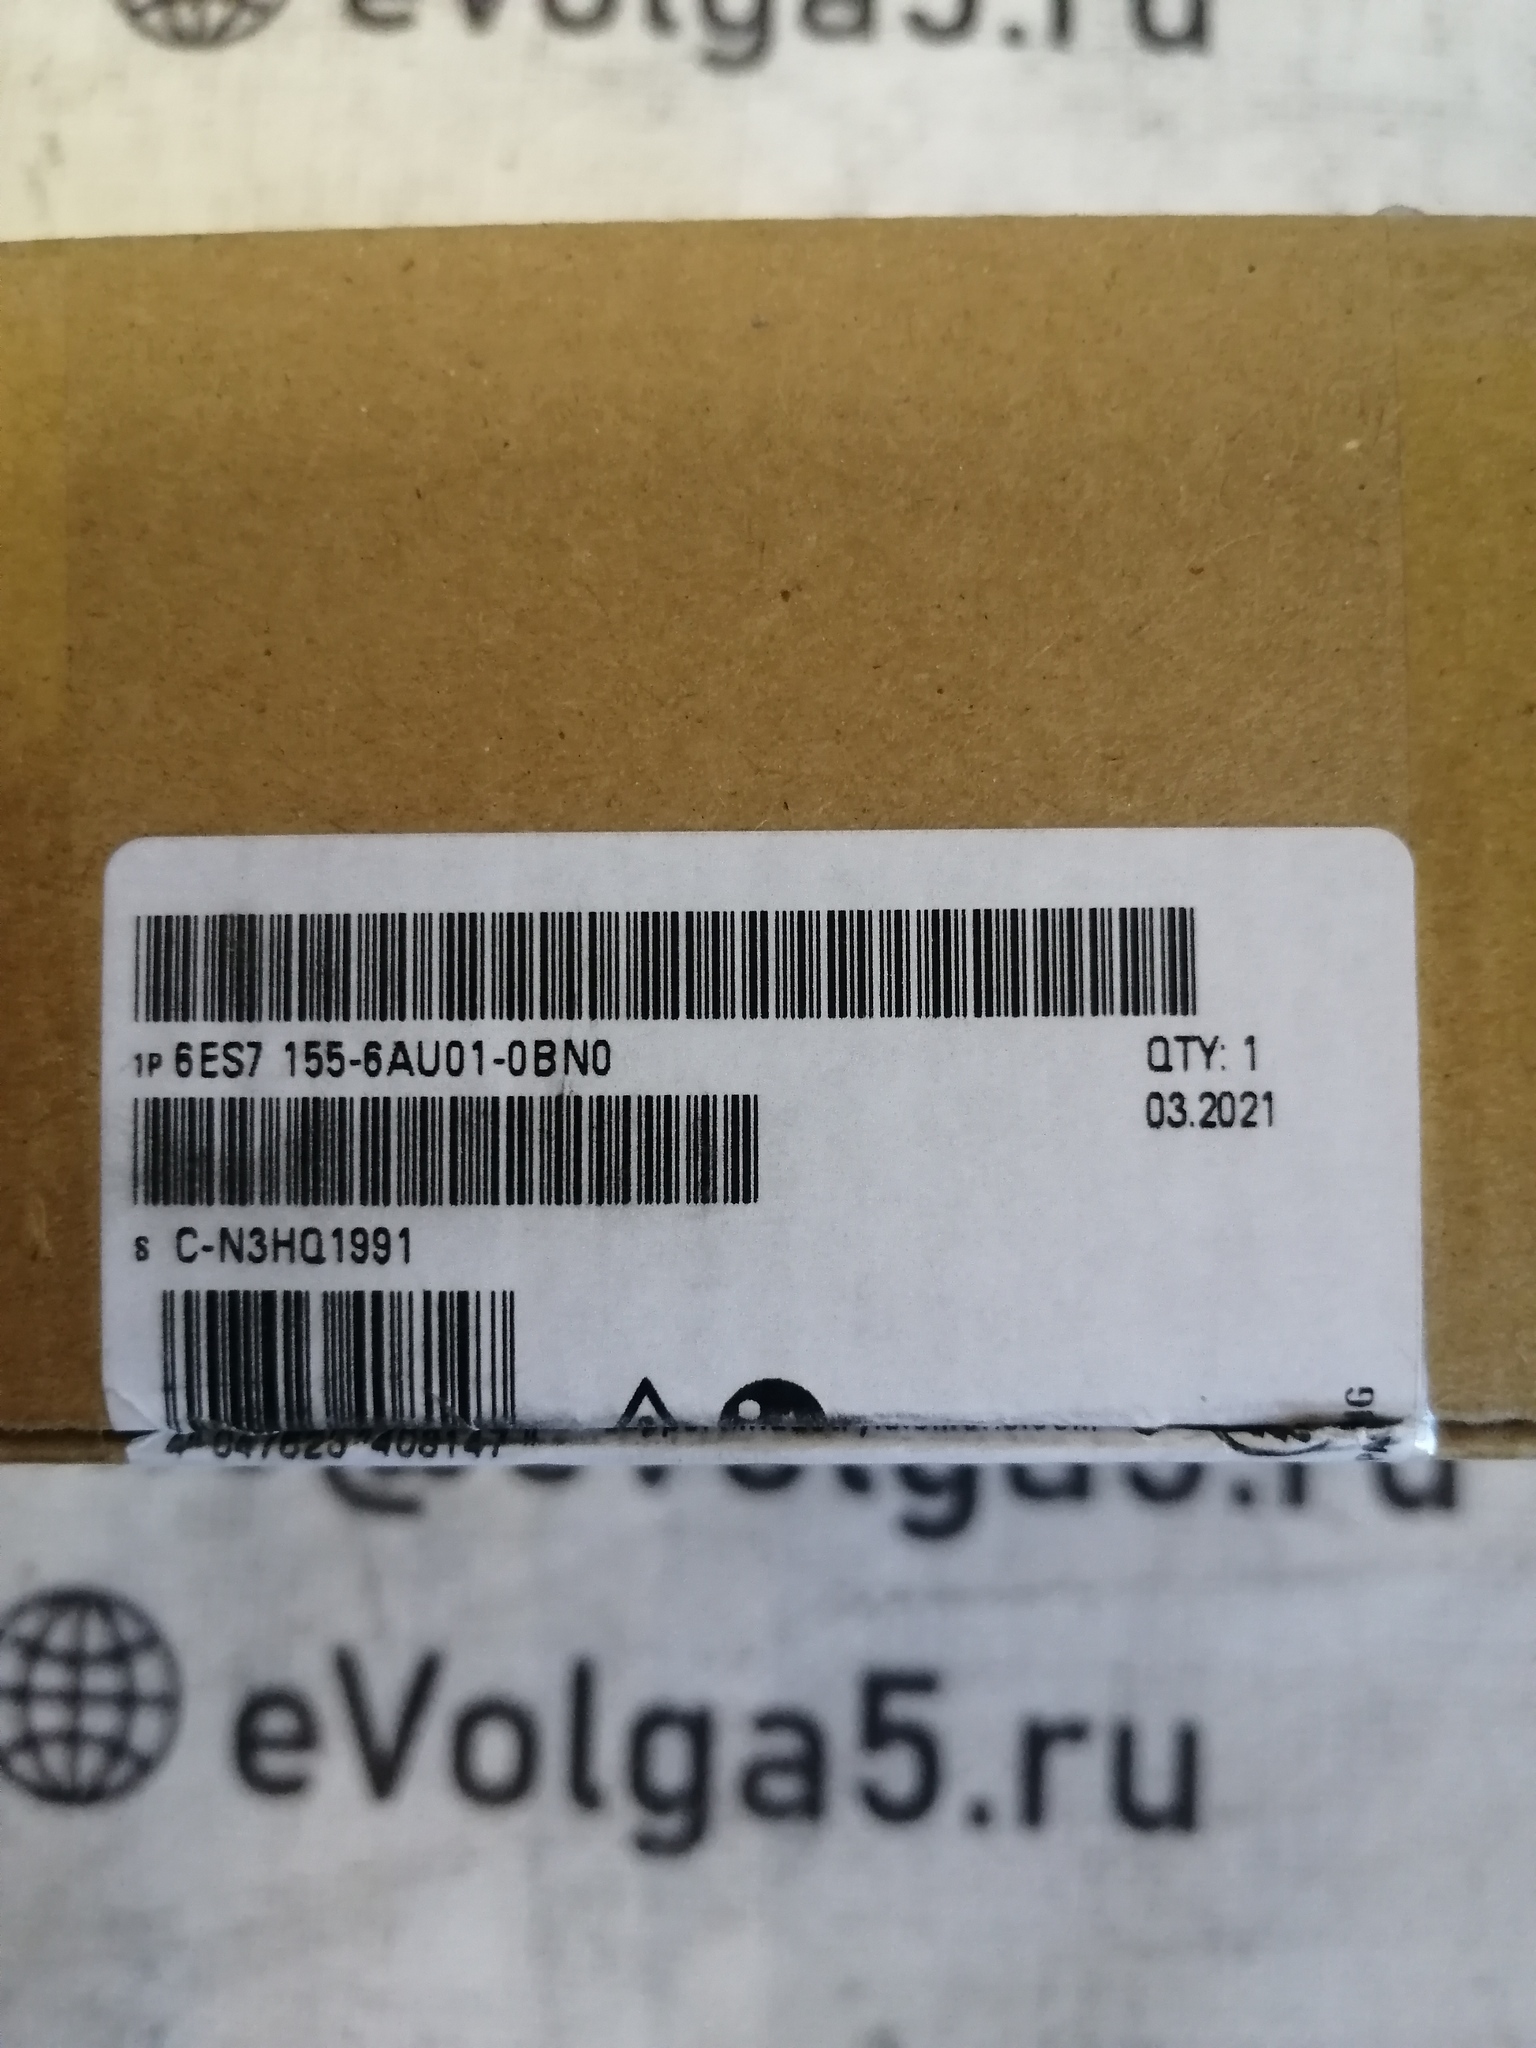 eVolga5.ru
1P 6ES7 155-6AU01-0BN0
QTY: 1
03.2021
S C-N3HQ1991
eVolga5.ru